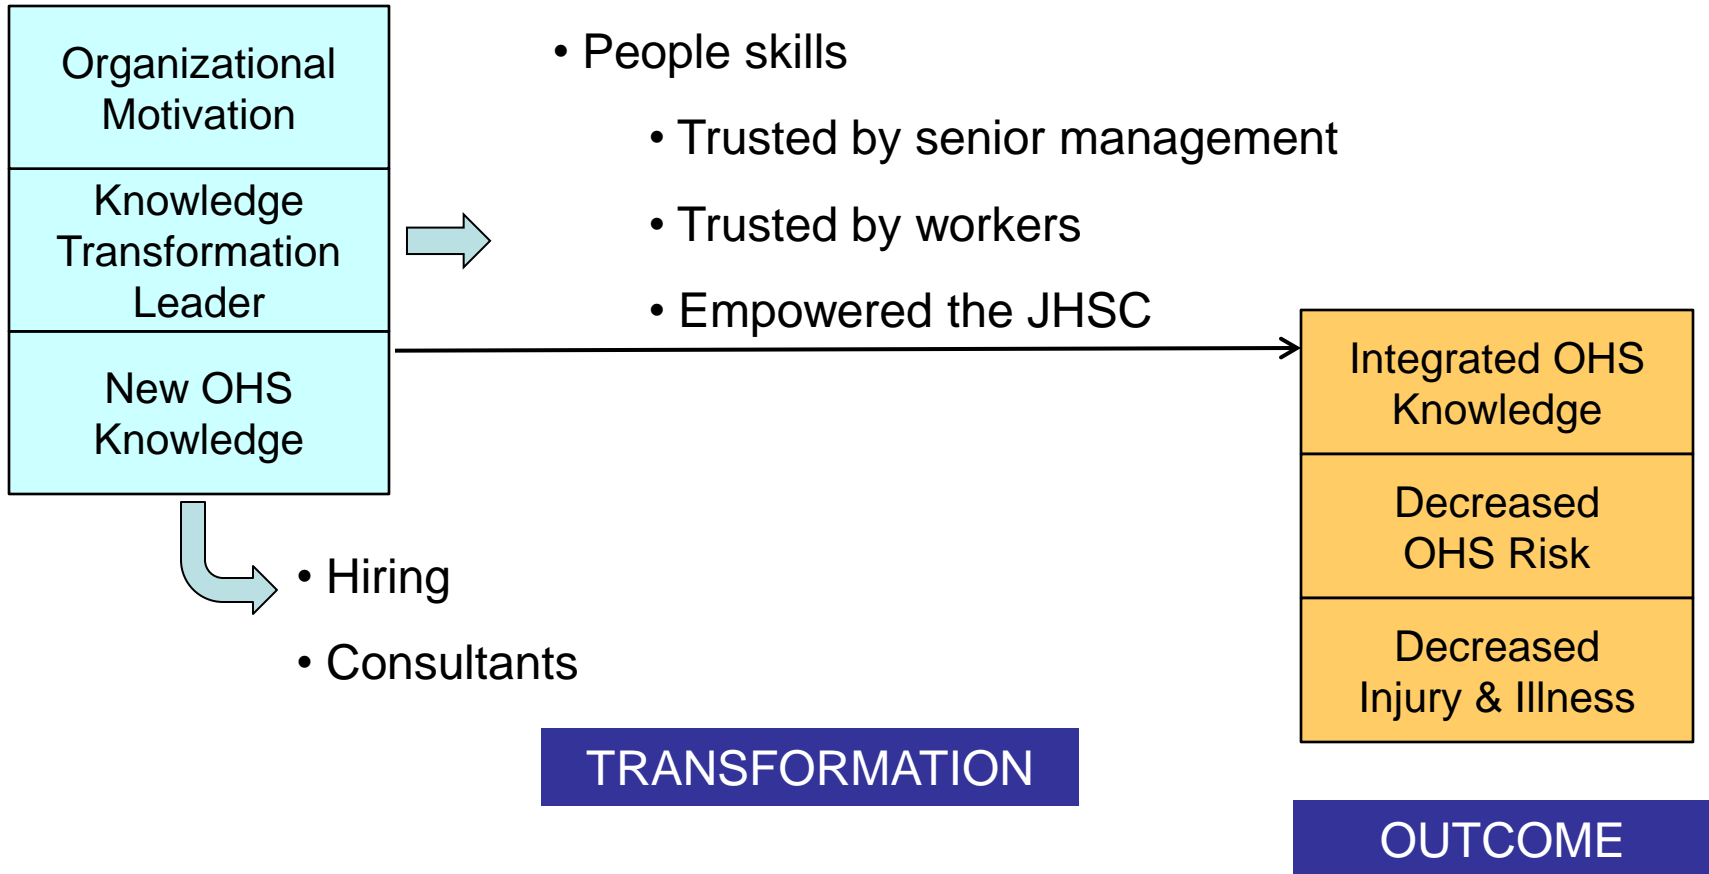 Organizational
Motivation
Knowledge
Transformation
Leader
New OHS
Knowledge
• People skills
• Trusted by senior management
• Trusted by workers
• Empowered the JHSC
• Hiring
• Consultants
Integrated OHS
Knowledge
Decreased
OHS Risk
Decreased
Injury & Illness
TRANSFORMATION
OUTCOME